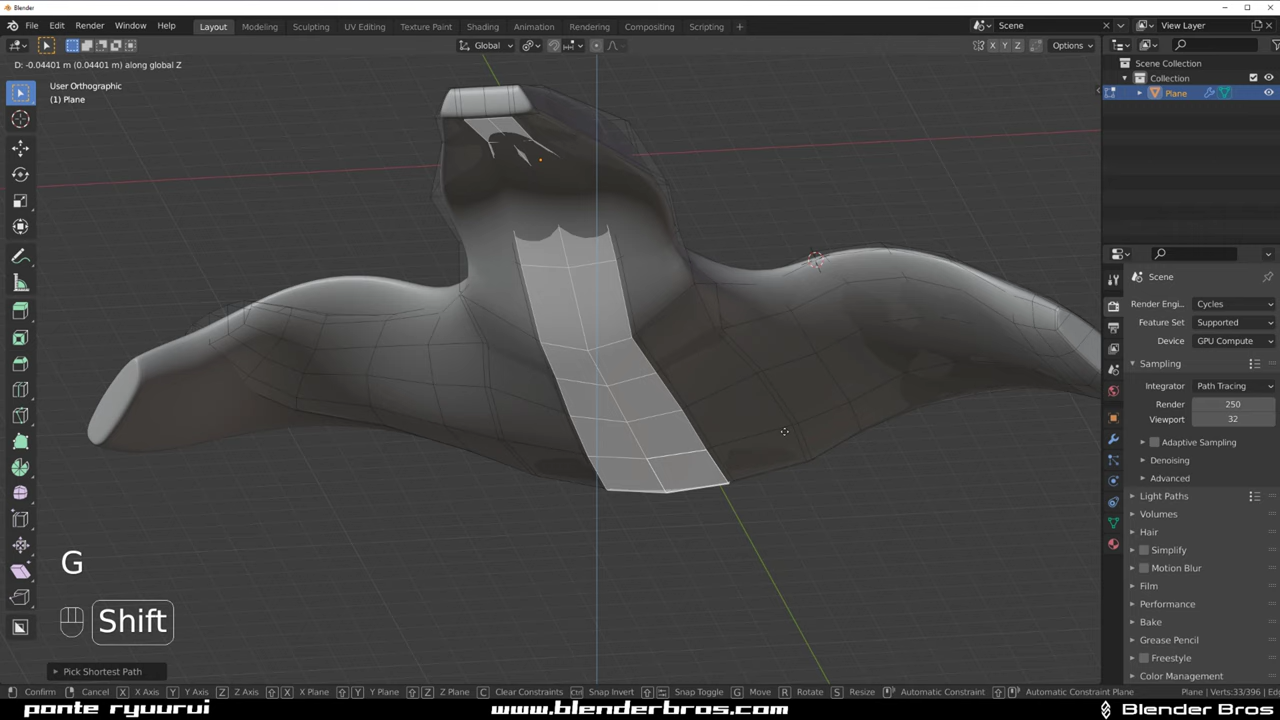 Blender
File Edit Render Window Help Layout Modeling Sculpting UV Editing Texture Paint Shading Animation Rendering Compositing Scripting + Scene View Layer
Global X Y Z Options
D: -0.04401 m (0.04401 m) along global Z
User Orthographic
(1) Plane
Scene Collection
Collection
Plane
Scene
Render Engi.. Cycles
Feature Set Supported
Device GPU Compute
Sampling
Integrator Path Tracing
Render 250
Viewport 32
Adaptive Sampling
Denoising
Advanced
Light Paths
Volumes
Hair
Simplify
Motion Blur
Film
Performance
Bake
Grease Pencil
Freestyle
Color Management
G
Shift
Pick Shortest Path
Confirm Cancel X X Axis Y Y Axis Z Z Axis X X Plane Y Y Plane Z Z Plane C Clear Constraints Ctrl Snap Invert Snap Toggle G Move R Rotate S Resize Automatic Constraint Automatic Constraint Plane Plane | Verts:33/396 | Ed
ponte ryuurui www.blenderbros.com Blender Bros